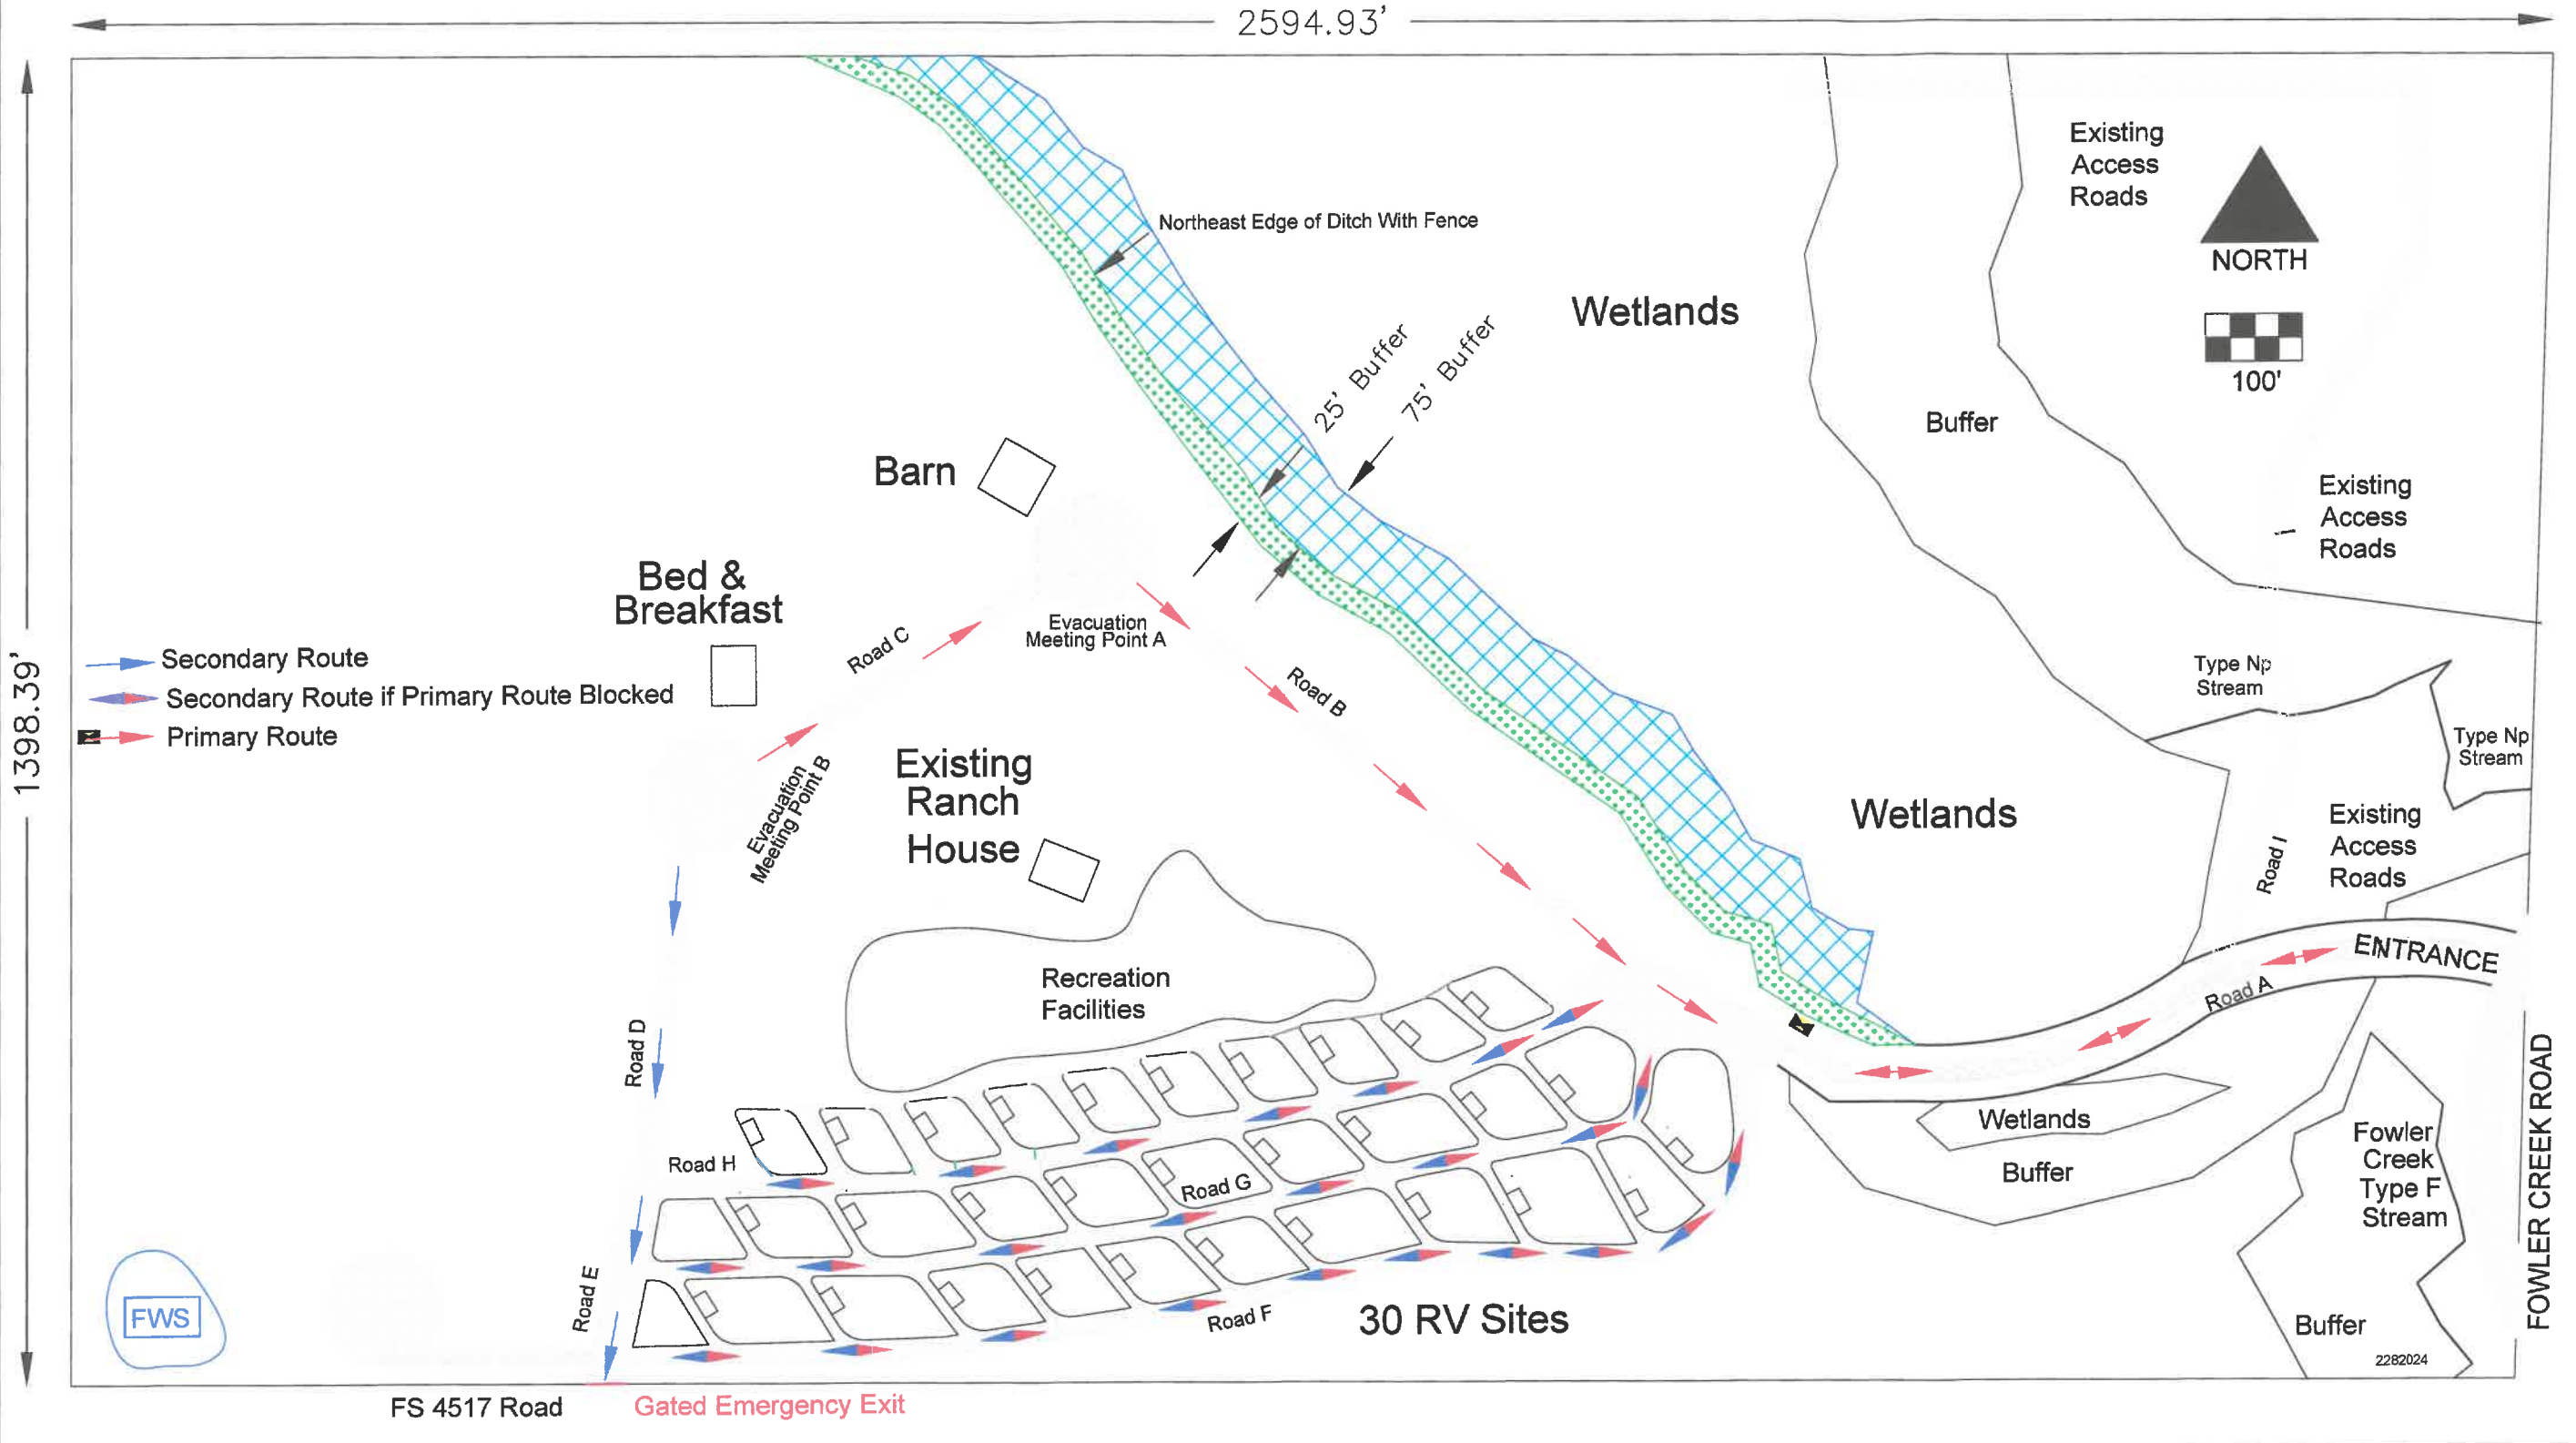 2594.93'
Existing
Access
Roads
NORTH
100'
Northeast Edge of Ditch With Fence
Wetlands
25' Buffer
75' Buffer
Buffer
Barn
Existing
Access
Roads
Bed &
Breakfast
Evacuation
Meeting Point A
Road C
Road B
1398.39'
Secondary Route
Secondary Route if Primary Route Blocked
Primary Route
Type Np
Stream
Type Np
Stream
Evacuation
Meeting Point B
Existing
Ranch
House
Wetlands
Existing
Access
Roads
Road I
ENTRANCE
Road A
Recreation
Facilities
Road D
Wetlands
Buffer
Fowler
Creek
Type F
Stream
FOWLER CREEK ROAD
Road H
Road G
Road E
Road F
30 RV Sites
FWS
Buffer
2282024
FS 4517 Road
Gated Emergency Exit